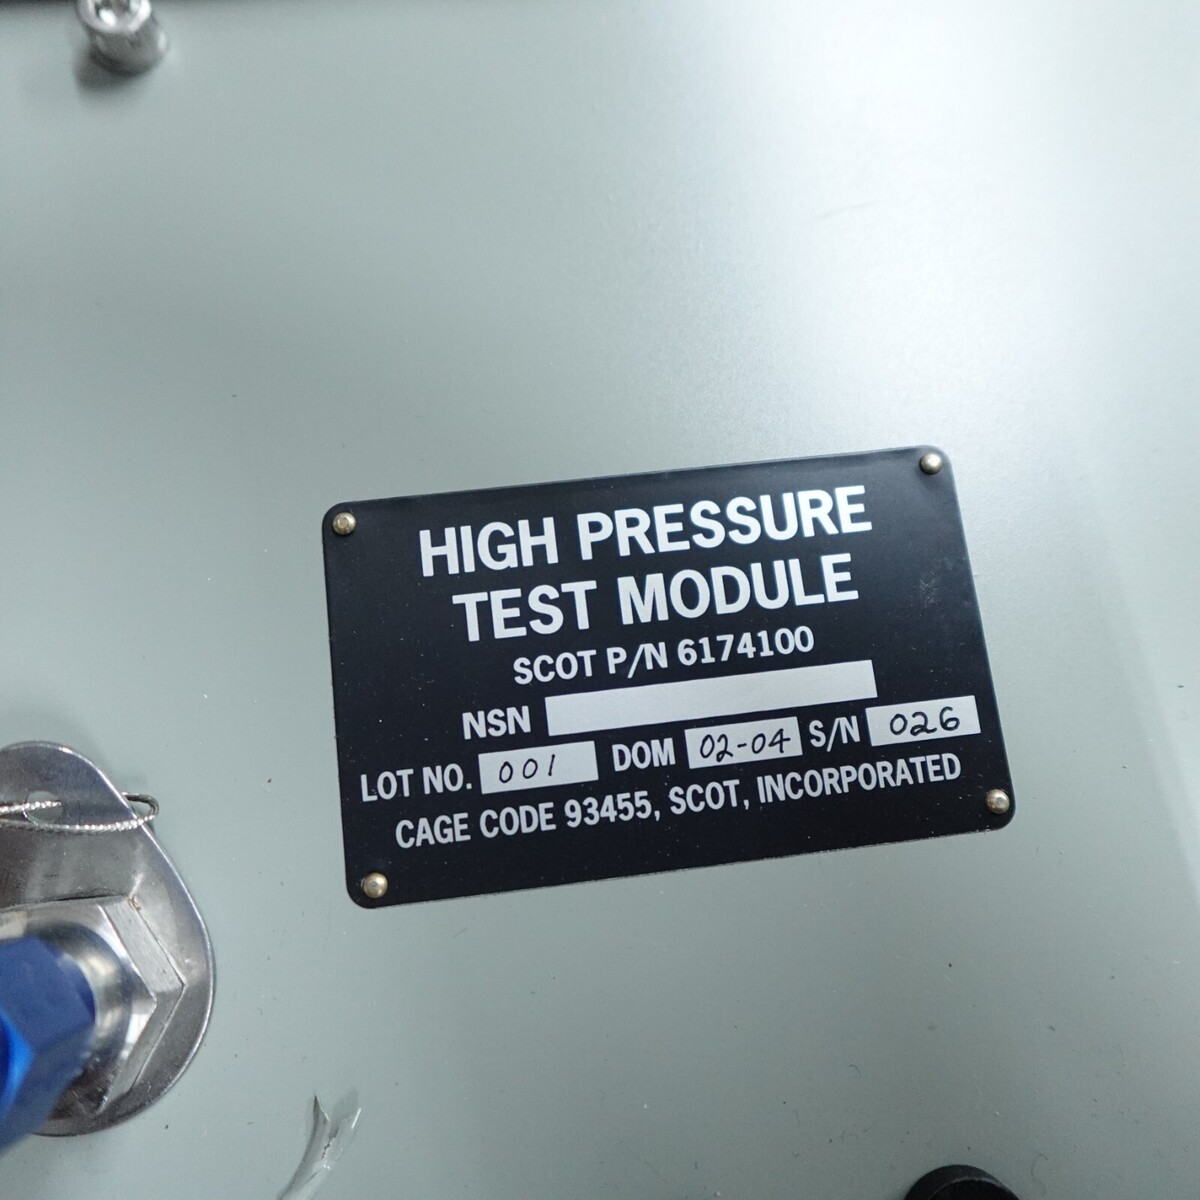 HIGH PRESSURE
TEST MODULE
SCOT P/N 6174100
NSN
LOT NO. 001 DOM 02-04 S/N 026
CAGE CODE 93455, SCOT, INCORPORATED